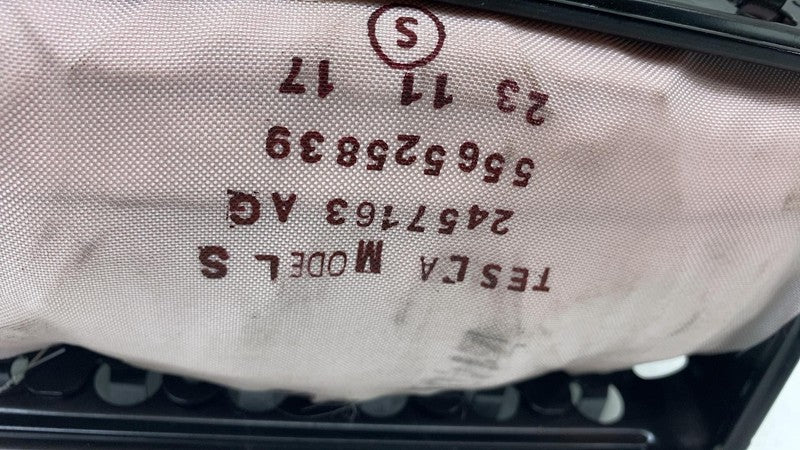 TESLA MODEL S
2457163 AG
556525839
23 11 17
S